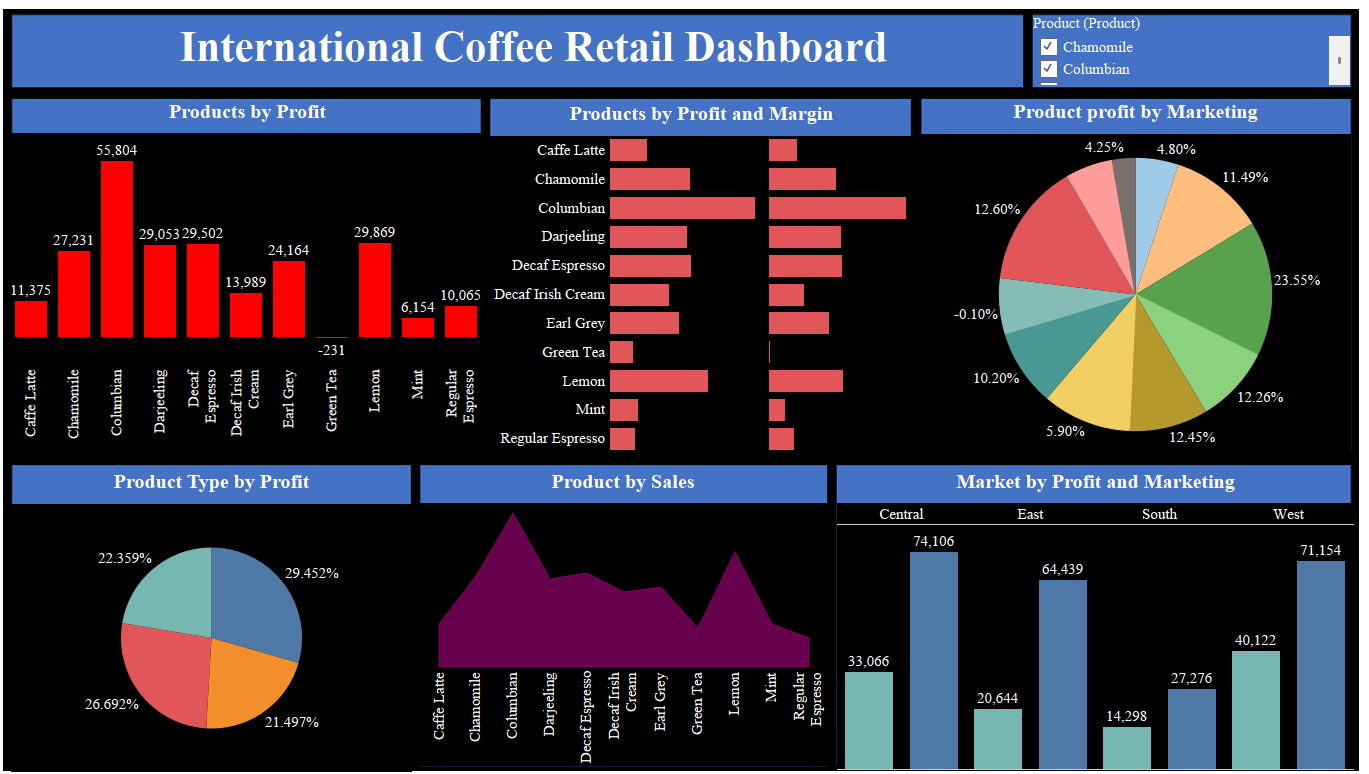 International Coffee Retail Dashboard
Product (Product)
Chamomile
Columbian
Products by Profit
11,375
27,231
55,804
29,053
29,502
13,989
24,164
-231
29,869
6,154
10,065
Caffe Latte
Chamomile
Columbian
Darjeeling
Decaf
Espresso
Decaf Irish
Cream
Earl Grey
Green Tea
Lemon
Mint
Regular
Espresso
Products by Profit and Margin
Caffe Latte
Chamomile
Columbian
Darjeeling
Decaf Espresso
Decaf Irish Cream
Earl Grey
Green Tea
Lemon
Mint
Regular Espresso
Product profit by Marketing
4.25%
4.80%
11.49%
12.60%
23.55%
-0.10%
10.20%
12.26%
5.90%
12.45%
Product Type by Profit
22.359%
29.452%
26.692%
21.497%
Product by Sales
Caffe Latte
Chamomile
Columbian
Darjeeling
Decaf Espresso
Decaf Irish
Cream
Earl Grey
Green Tea
Lemon
Mint
Regular
Espresso
Market by Profit and Marketing
Central
East
South
West
33,066
74,106
20,644
64,439
14,298
27,276
40,122
71,154